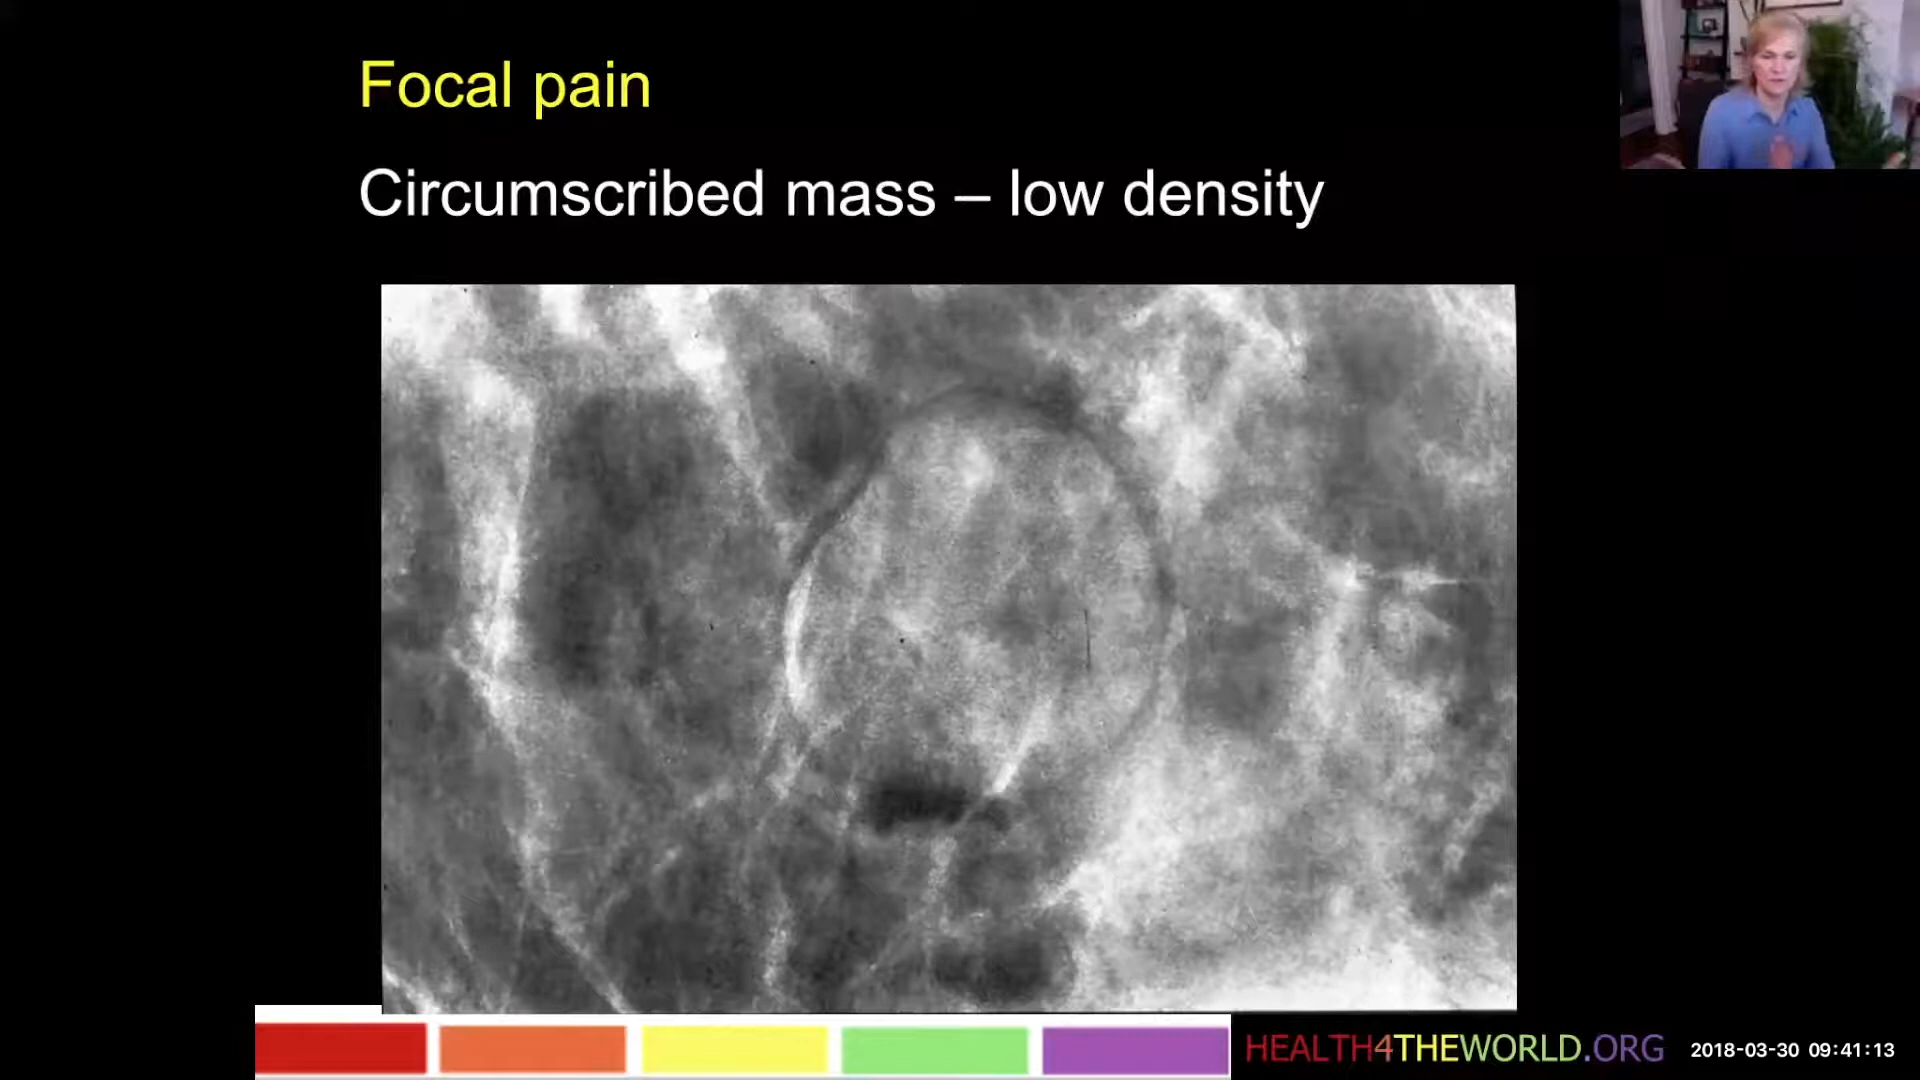 Focal pain
Circumscribed mass – low density
HEALTH4THEWORLD.ORG
2018-03-30 09:41:13